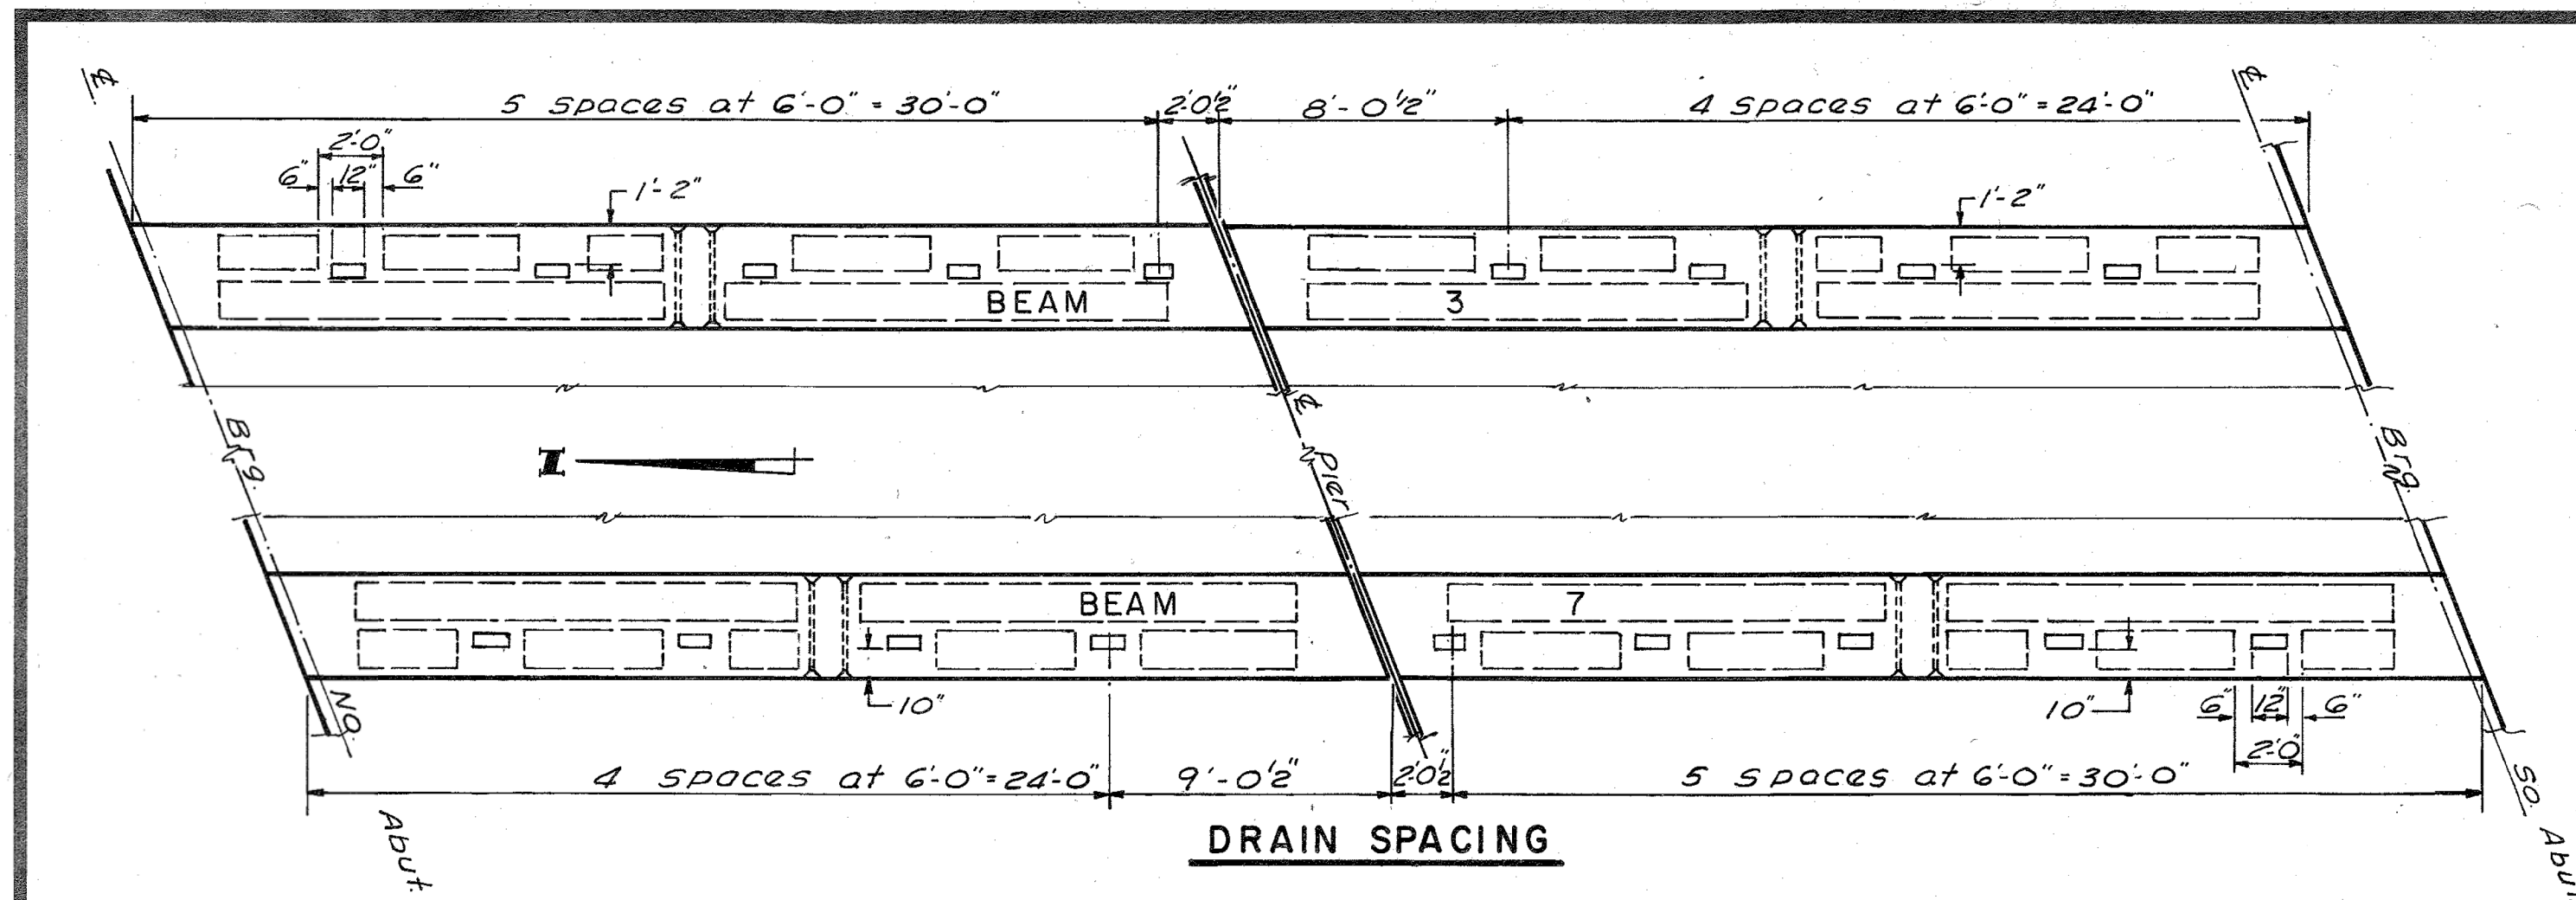 ℄
℄
5 spaces at 6'-0" = 30'-0"
2'-0½"
8'-0½"
4 spaces at 6'-0" = 24'-0"
2'-0"
6" 12" 6"
1'-2"
1'-2"
BEAM
3
℄
Brg.
Pier
Brg.
BEAM
7
10"
10"
6" 12" 6"
2'-0"
No.
4 spaces at 6'-0" = 24'-0"
9'-0½"
2'-0½
5 spaces at 6'-0" = 30'-0"
So.
Abut.
DRAIN SPACING
Abut